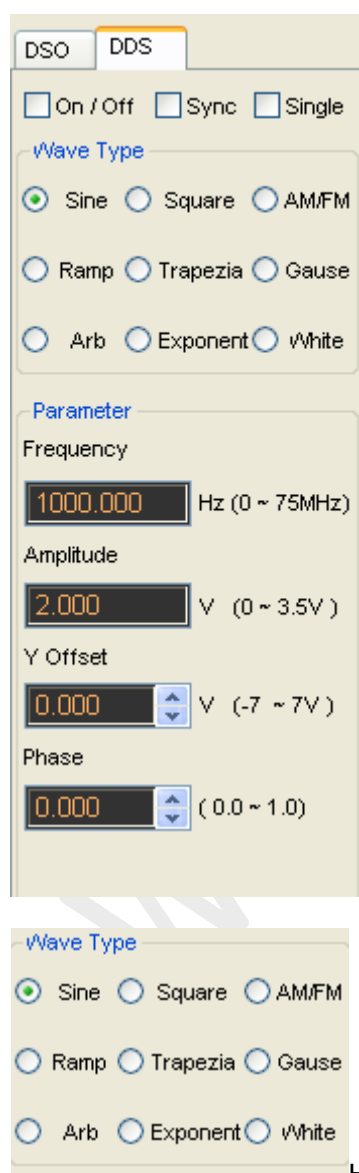 DSO DDS
On / Off Sync Single
Wave Type
Sine Square AM/FM
Ramp Trapezia Gause
Arb Exponent White
Parameter
Frequency
1000.000 Hz (0 ~ 75MHz)
Amplitude
2.000 V (0 ~ 3.5V )
Y Offset
0.000 V (-7 ~ 7V )
Phase
0.000 ( 0.0 ~ 1.0)
Wave Type
Sine Square AM/FM
Ramp Trapezia Gause
Arb Exponent White